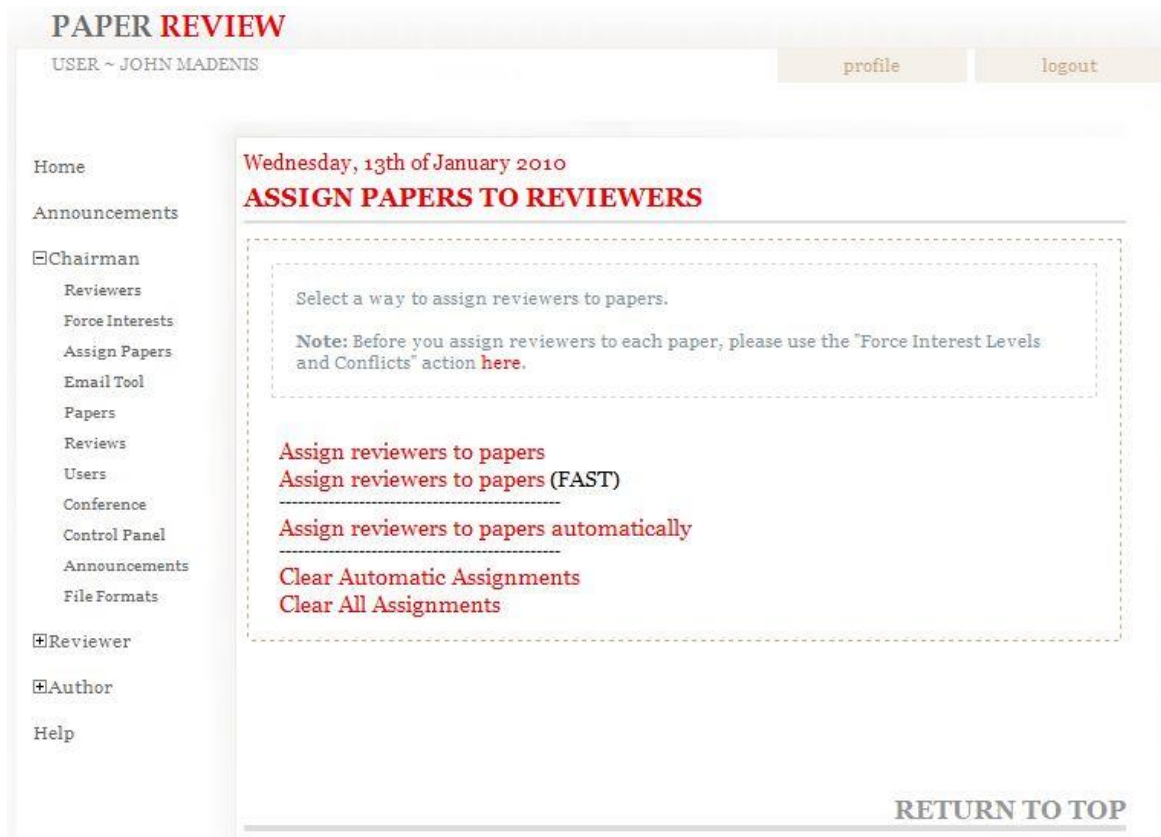 PAPER REVIEW
USER ~ JOHN MADENIS
profile
logout
Home
Announcements
Chairman
Reviewers
Force Interests
Assign Papers
Email Tool
Papers
Reviews
Users
Conference
Control Panel
Announcements
File Formats
Reviewer
Author
Help
Wednesday, 13th of January 2010
ASSIGN PAPERS TO REVIEWERS
Select a way to assign reviewers to papers.
Note: Before you assign reviewers to each paper, please use the "Force Interest Levels
and Conflicts" action here.
Assign reviewers to papers
Assign reviewers to papers (FAST)
----------------------------------------------
Assign reviewers to papers automatically
----------------------------------------------
Clear Automatic Assignments
Clear All Assignments
RETURN TO TOP